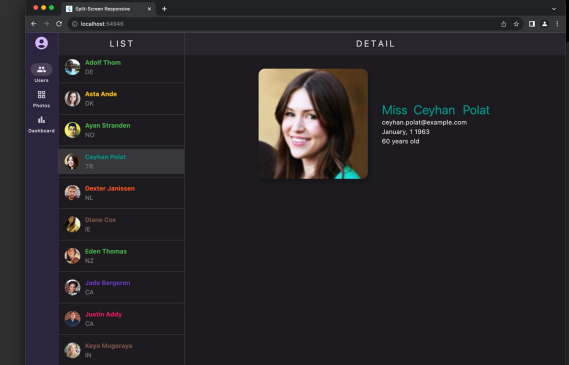 Split-Screen Responsive
localhost:54946
LIST
DETAIL
Users
Photos
Dashboard
Adolf Thom
DE
Asta Ande
DK
Ayan Stranden
NO
Ceyhan Polat
TR
Dexter Janissen
NL
Diane Cox
IE
Eden Thomas
NZ
Jade Bergeron
CA
Justin Addy
CA
Keya Mugeraya
IN
Miss Ceyhan Polat
ceyhan.polat@example.com
January, 1 1963
60 years old